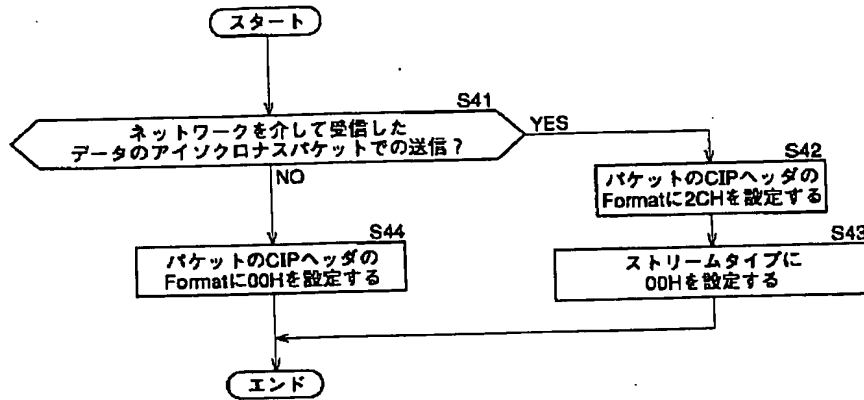 スタート
S41
ネットワークを介して受信した
データのアイソクロナスパケットでの送信?
YES
NO
S42
パケットのCIPヘッダの
Formatに2CHを設定する
S43
ストリームタイプに
00Hを設定する
S44
パケットのCIPヘッダの
Formatに00Hを設定する
エンド